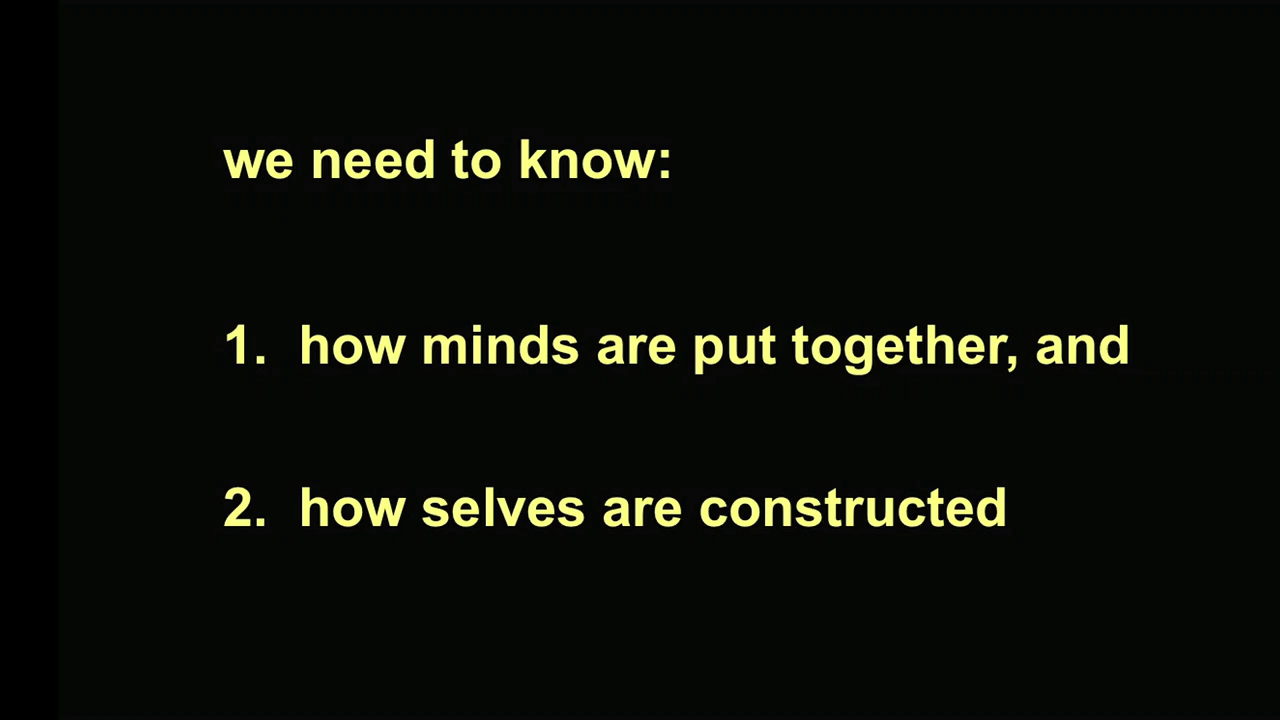 we need to know:
1. how minds are put together, and
2. how selves are constructed